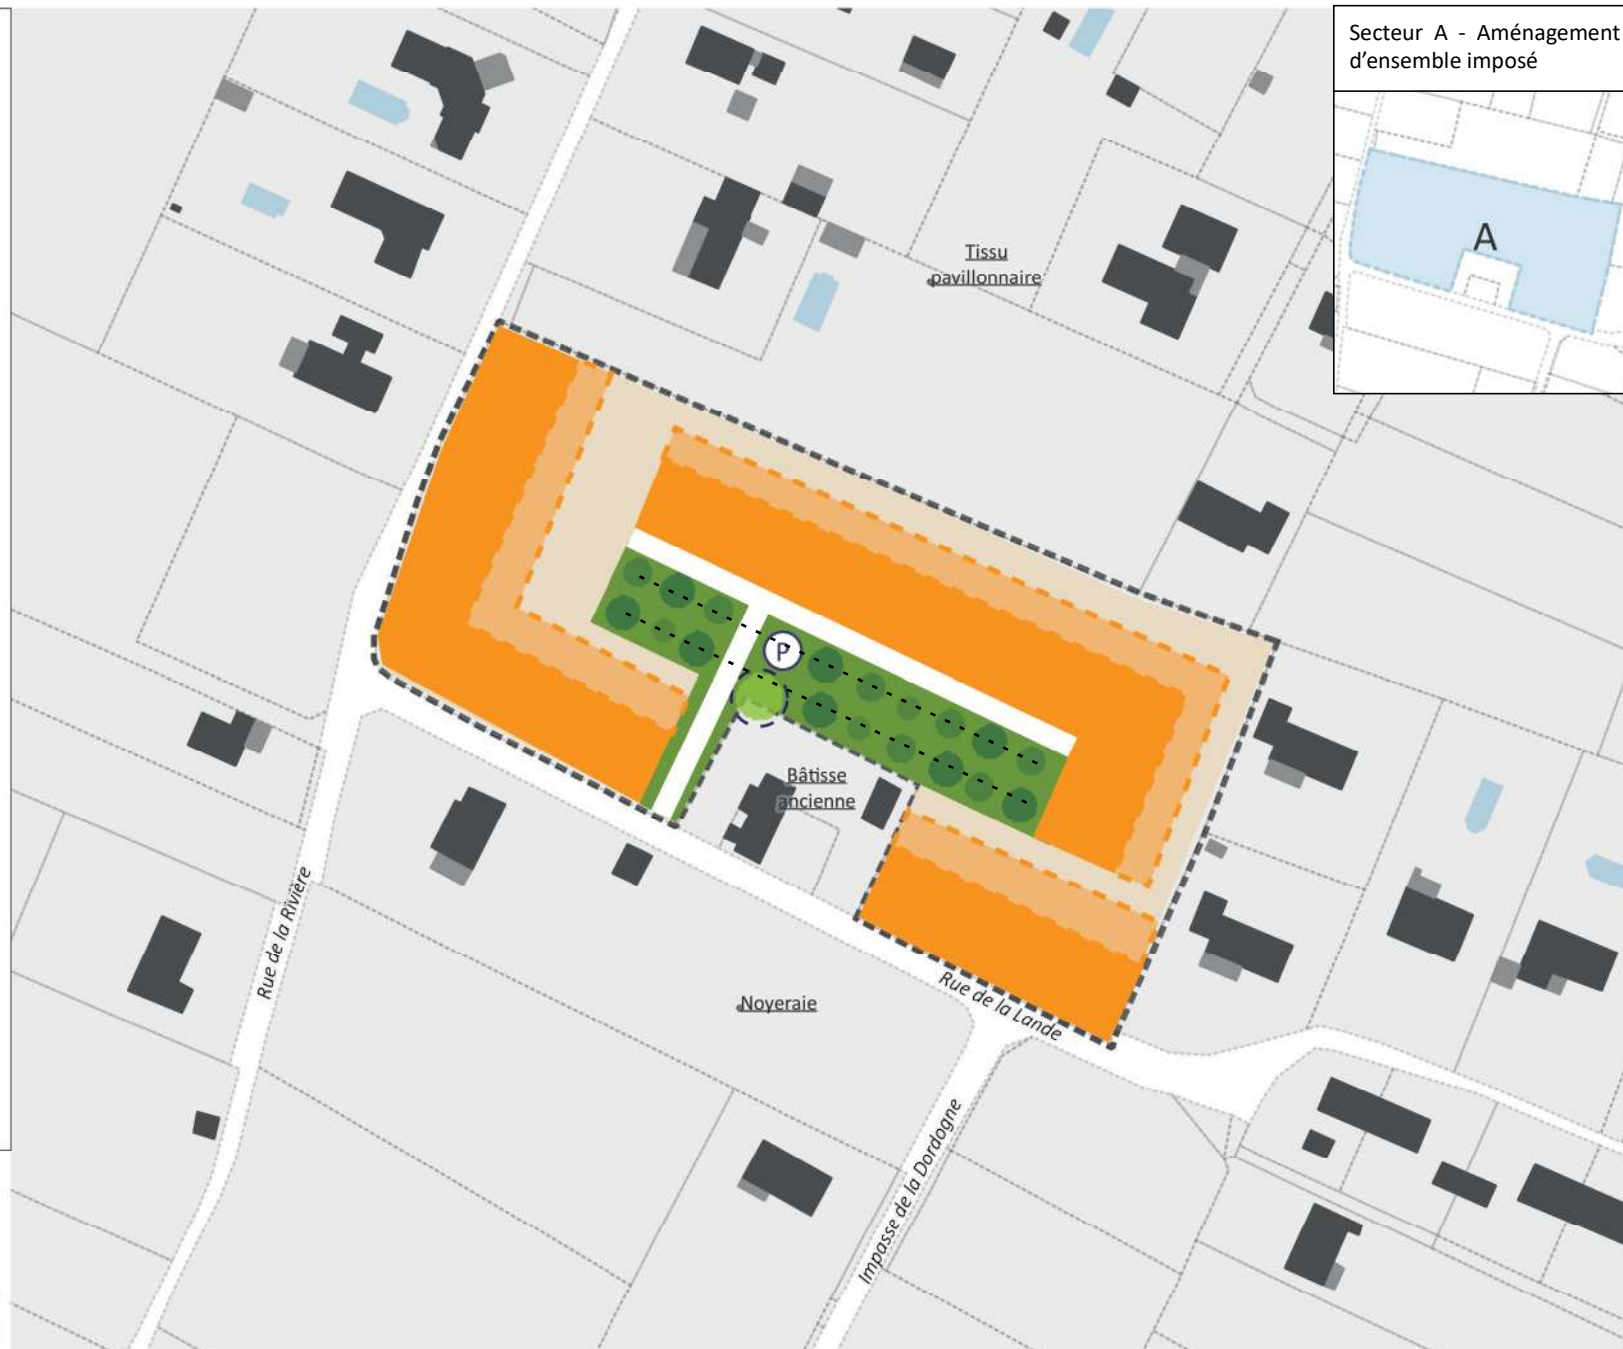 Secteur A - Aménagement
d'ensemble imposé
A
Tissu
pavillonnaire
P
Bâtisse
ancienne
Rue de la Rivière
Noyeraie
Rue de la Lande
Impasse de la Dordogne